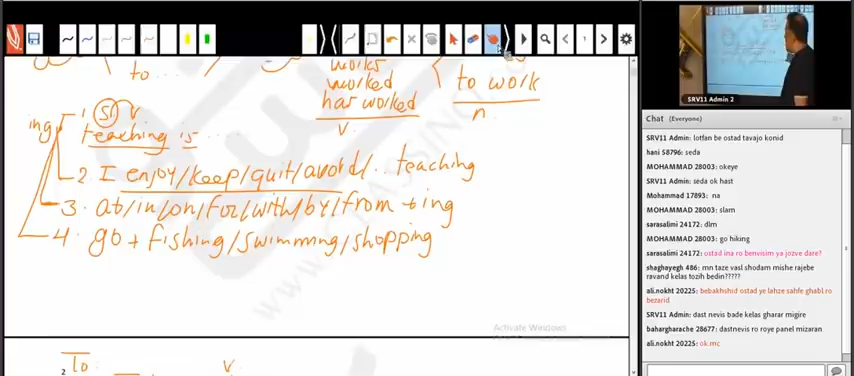 to...
works
worked
has worked
to work
v.
n.
ing
1 (s) v
teaching is
2. I enjoy/keep/quit/avoid/.. teaching
3. at/in/on/for/with/by/from + ing
4. go + fishing/swimming/shopping
Activate Windows
2
To
v
1
SRV11 Admin 2
Chat (Everyone)
SRV11 Admin: lotfan be ostad tavajo konid
hani 58796: seda
MOHAMMAD 28003: okeye
SRV11 Admin: seda ok hast
Mohammad 17893: na
MOHAMMAD 28003: slam
sarasalimi 24172: dlm
MOHAMMAD 28003: go hiking
sarasalimi 24172: ostad ina ro benvisim ya jozve dare?
shaghayegh 486: mn taze vasl shodam mishe rajebe
ravand kelas tozih bedin?????
ali.nokht 20225: bebakhshid ostad ye lahze sahfe ghabl ro
bezarid
SRV11 Admin: dast nevis bade kelas gharar migire
bahargharache 28677: dastnevis ro roye panel mizaran
ali.nokht 20225: ok.mc